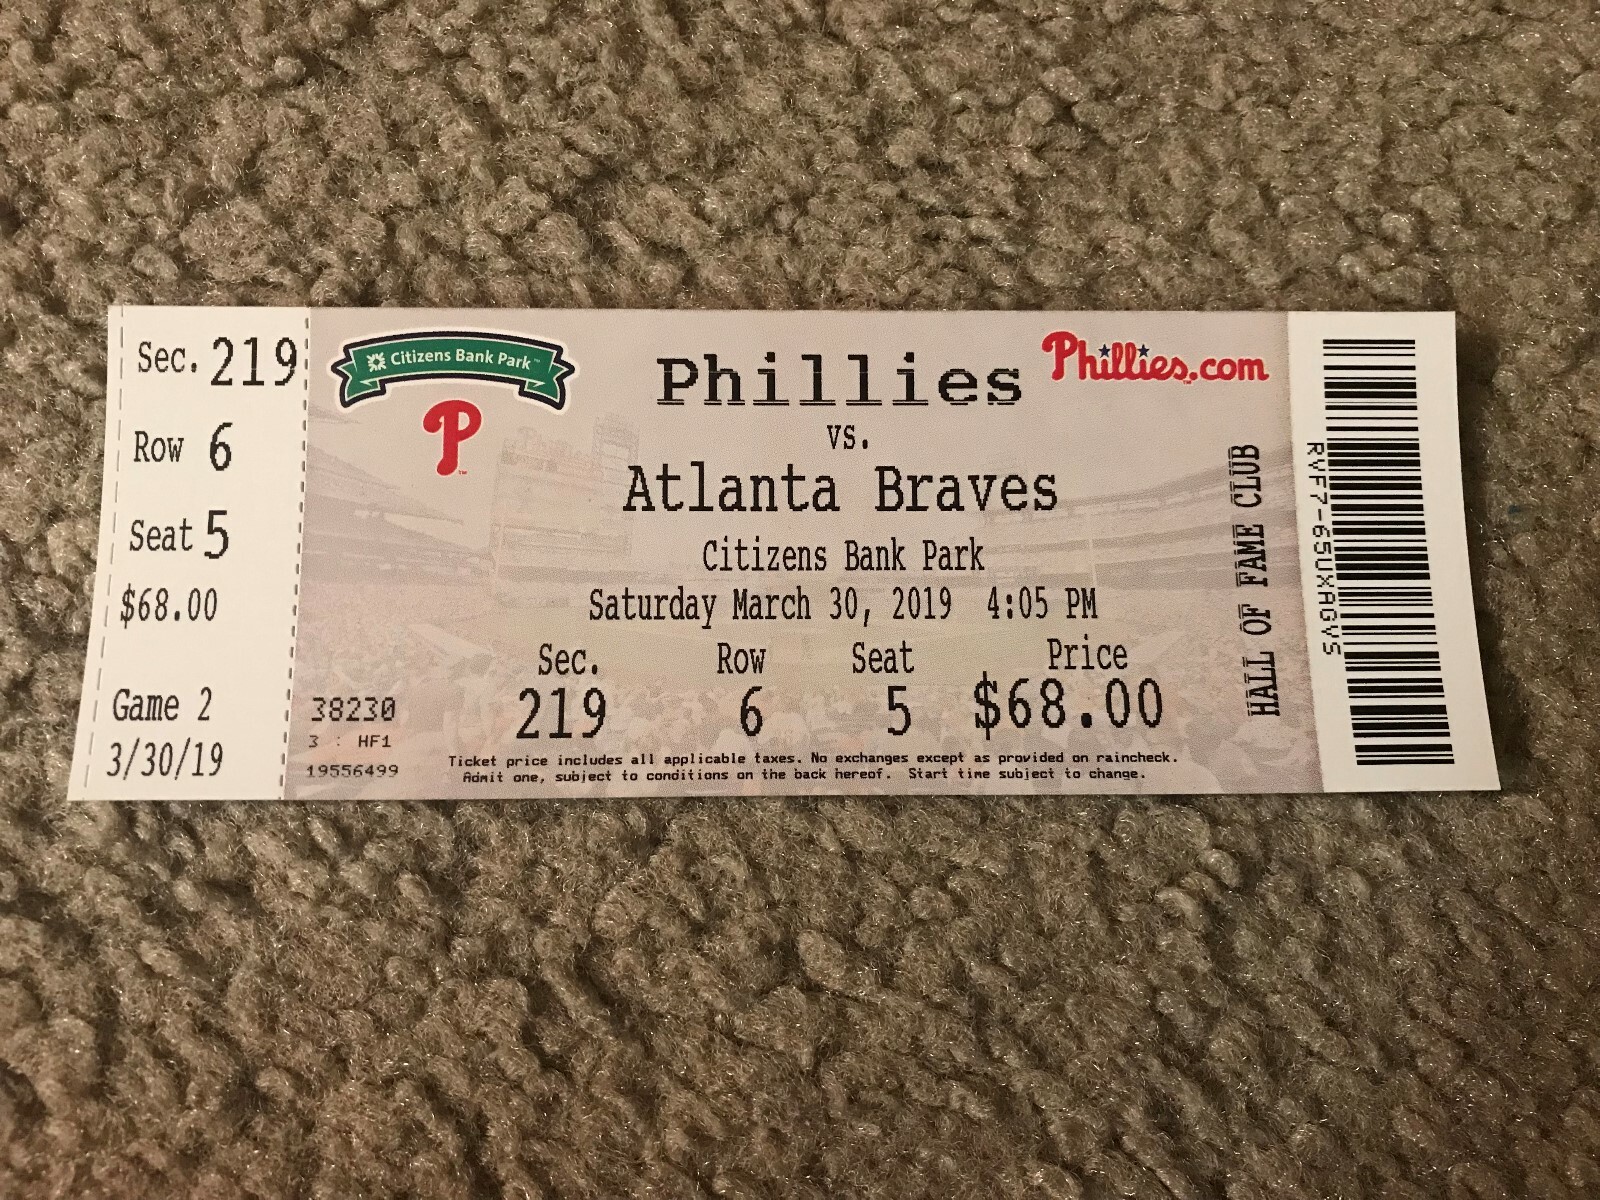 Sec. 219
Row 6
Seat 5
$68.00
Game 2
3/30/19
Citizens Bank Park™
P™
38230
3 : HF1
19556499
Phillies
vs.
Atlanta Braves
Citizens Bank Park
Saturday March 30, 2019 4:05 PM
Sec. Row Seat Price
219 6 5 $68.00
Ticket price includes all applicable taxes. No exchanges except as provided on raincheck.
Admit one, subject to conditions on the back hereof. Start time subject to change.
Phillies™.com
HALL OF FAME CLUB
RVF7-65UXAGVS